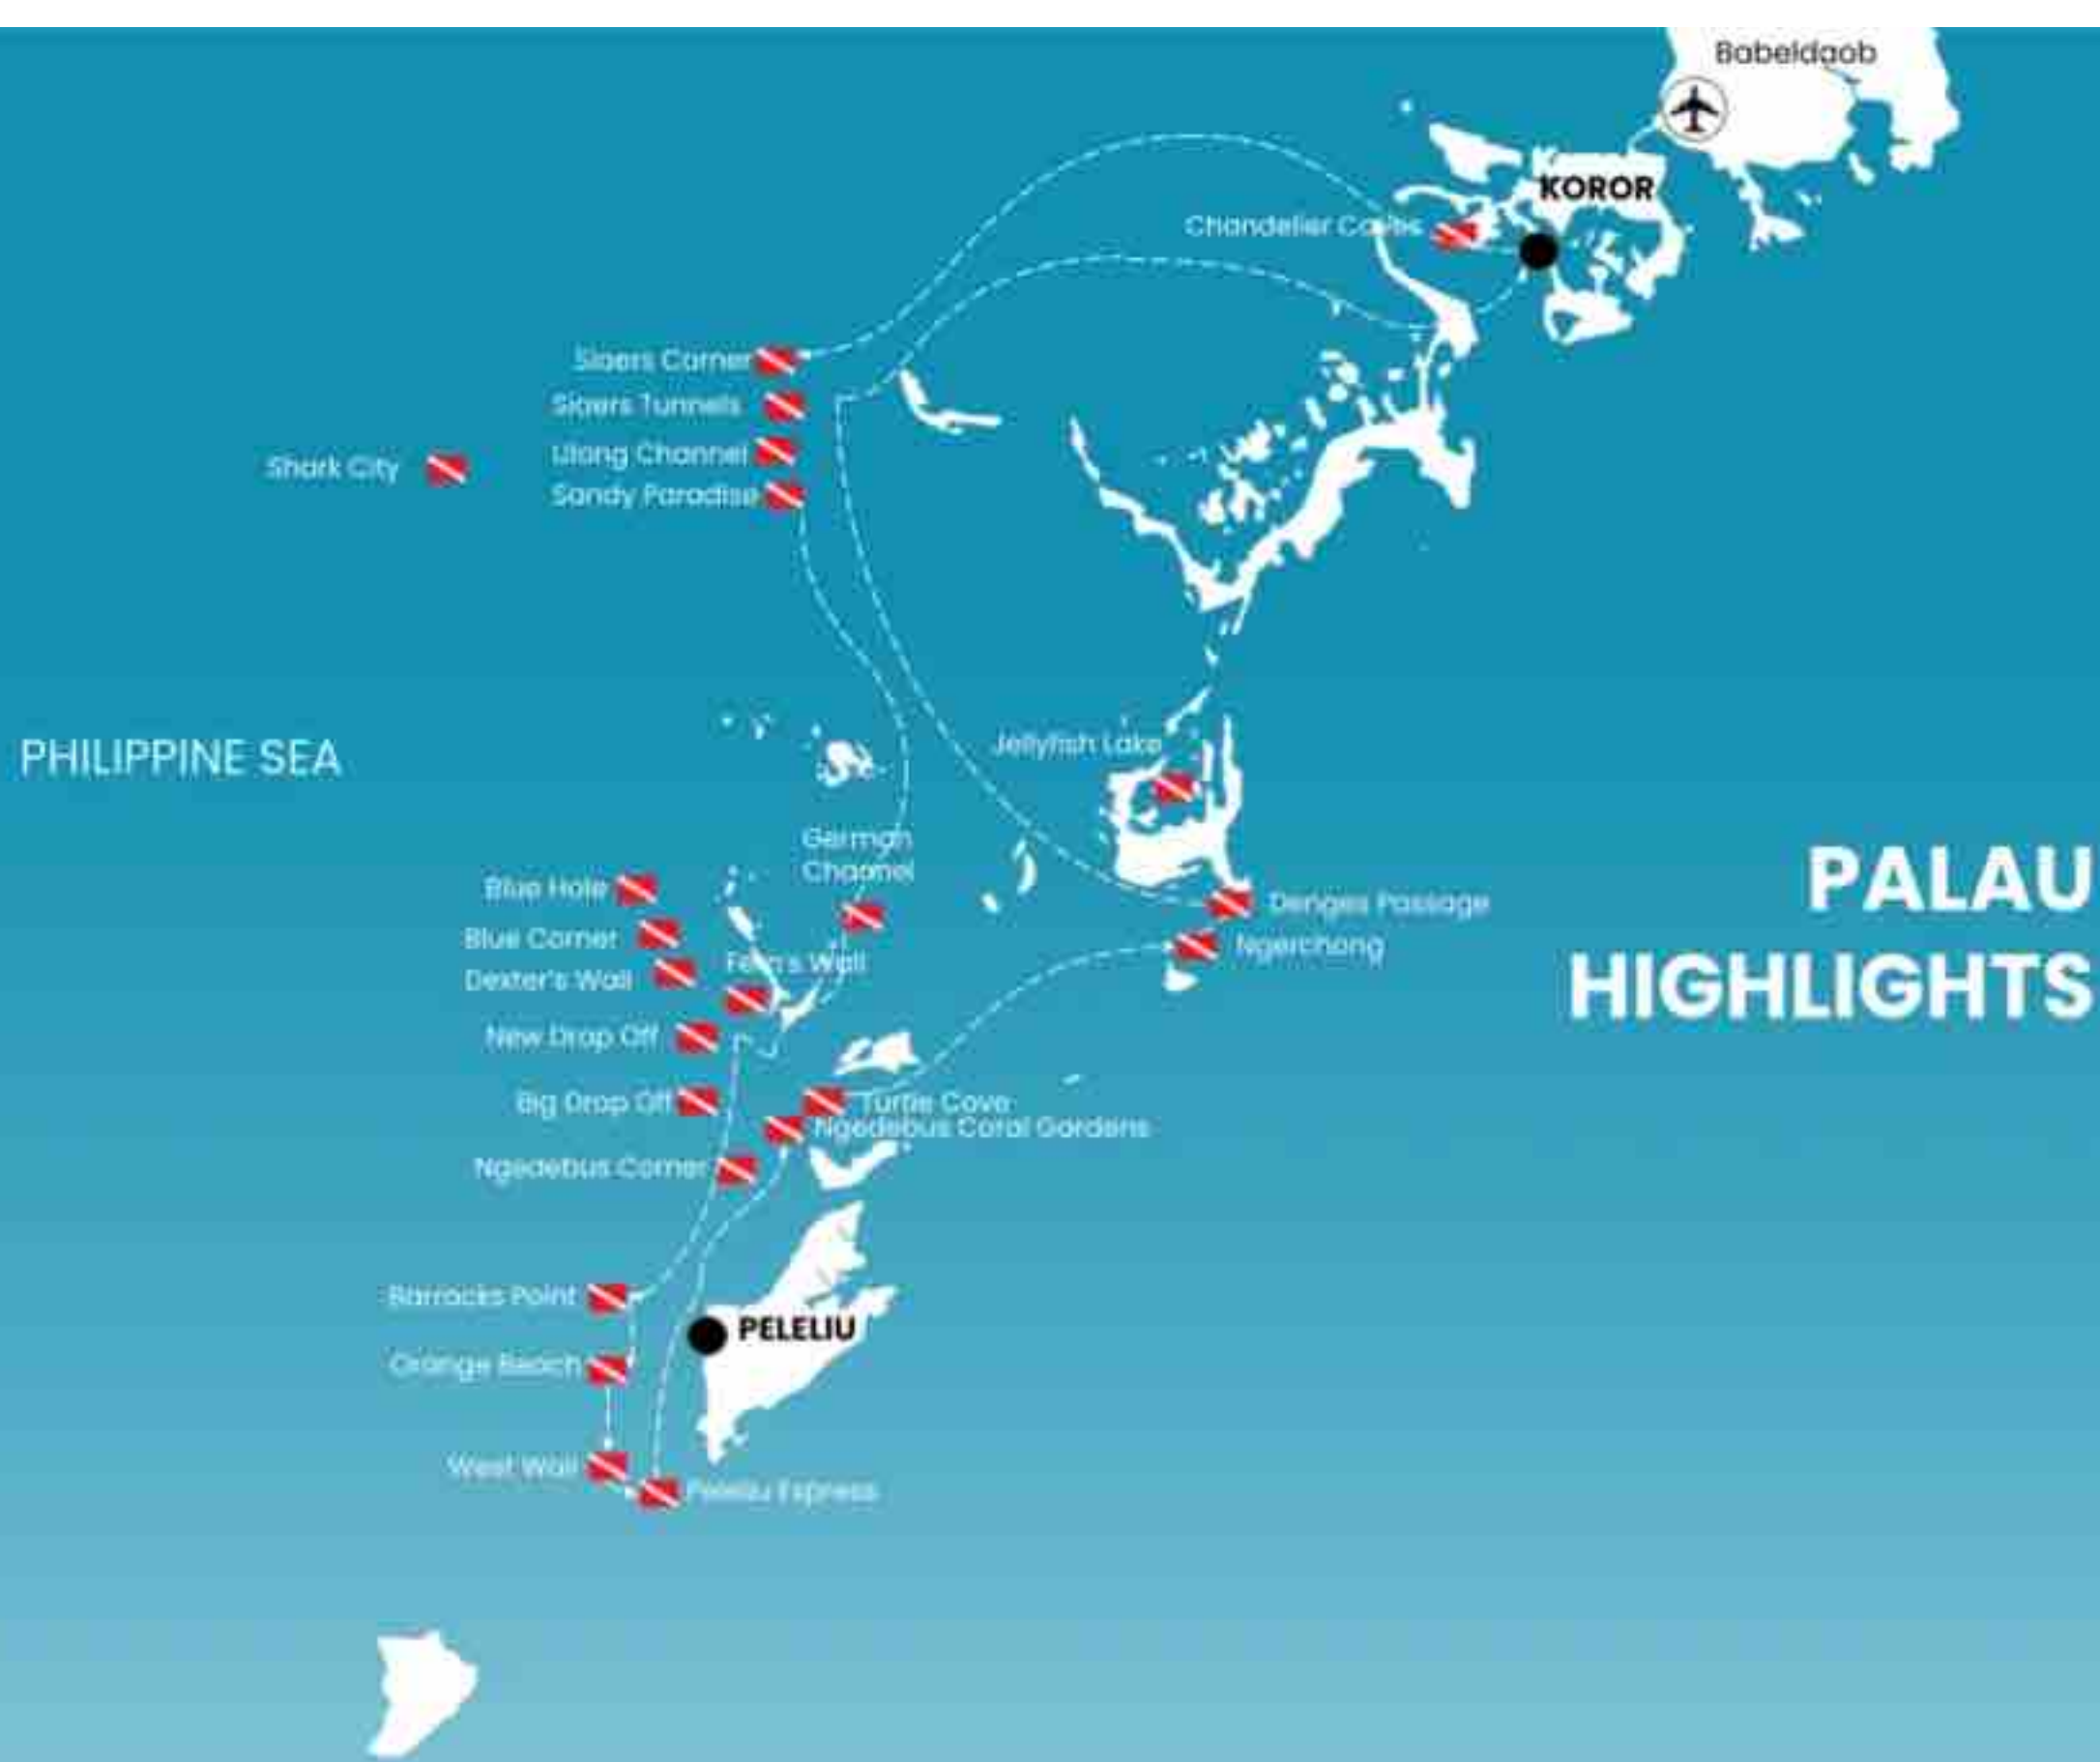 Babeldaob
KOROR
Chandelier Caves
Siaers Corner
Siaers Tunnels
Ulong Channel
Shark City
Sandy Paradise
PHILIPPINE SEA
Jellyfish Lake
German
Channel
PALAU
HIGHLIGHTS
Blue Hole
Denges Passage
Blue Corner
Ngerchong
Fern's Wall
Dexter's Wall
New Drop Off
Big Drop Off
Turtle Cove
Ngedebus Coral Gardens
Ngedebus Corner
Barracks Point
PELELIU
Orange Beach
West Wall
Peleliu Express